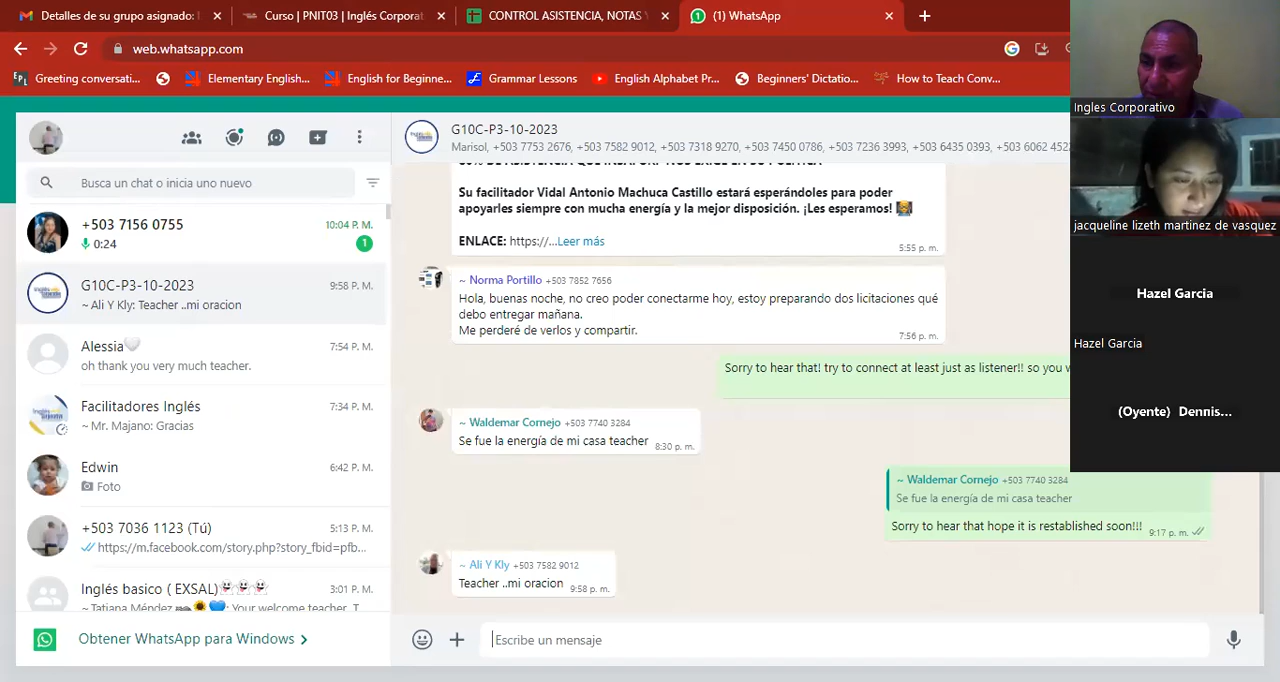 Detalles de su grupo asignado: 1
Curso | PNIT03 | Inglés Corporat
CONTROL ASISTENCIA, NOTAS Y
(1) WhatsApp
web.whatsapp.com
Greeting conversati...
Elementary English...
English for Beginne...
Grammar Lessons
English Alphabet Pr...
Beginners' Dictatio...
How to Teach Conv...
Busca un chat o inicia uno nuevo
+503 7156 0755
10:04 P. M.
0:24
1
G10C-P3-10-2023
9:58 P. M.
~ Ali Y Kly: Teacher ..mi oracion
Alessia
7:54 P. M.
oh thank you very much teacher.
Facilitadores Inglés
7:34 P. M.
~ Mr. Majano: Gracias
Edwin
6:42 P. M.
Foto
+503 7036 1123 (Tú)
5:13 P. M.
https://m.facebook.com/story.php?story_fbid=pfb...
Inglés basico ( EXSAL)👻👻👻
3:01 P. M.
~ Tatiana Méndez 🌻💙: Your welcome teacher. T
Obtener WhatsApp para Windows
G10C-P3-10-2023
Marisol, +503 7753 2676, +503 7582 9012, +503 7318 9270, +503 7450 0786, +503 7236 3993, +503 6435 0393, +503 6062 452
Su facilitador Vidal Antonio Machuca Castillo estará esperándoles para poder
apoyarles siempre con mucha energía y la mejor disposición. ¡Les esperamos!
ENLACE: https://...Leer más
5:55 p. m.
~ Norma Portillo +503 7852 7656
Hola, buenas noche, no creo poder conectarme hoy, estoy preparando dos licitaciones qué
debo entregar mañana.
Me perderé de verlos y compartir.
7:56 p. m.
Sorry to hear that! try to connect at least just as listener!! so you w
~ Waldemar Cornejo +503 7740 3284
Se fue la energía de mi casa teacher
8:30 p. m.
~ Waldemar Cornejo +503 7740 3284
Se fue la energía de mi casa teacher
Sorry to hear that hope it is restablished soon!!!
9:17 p. m.
~ Ali Y Kly +503 7582 9012
Teacher ..mi oracion
9:58 p. m.
Escribe un mensaje
Ingles Corporativo
jacqueline lizeth martinez de vasquez
Hazel Garcia
Hazel Garcia
(Oyente) Dennis...